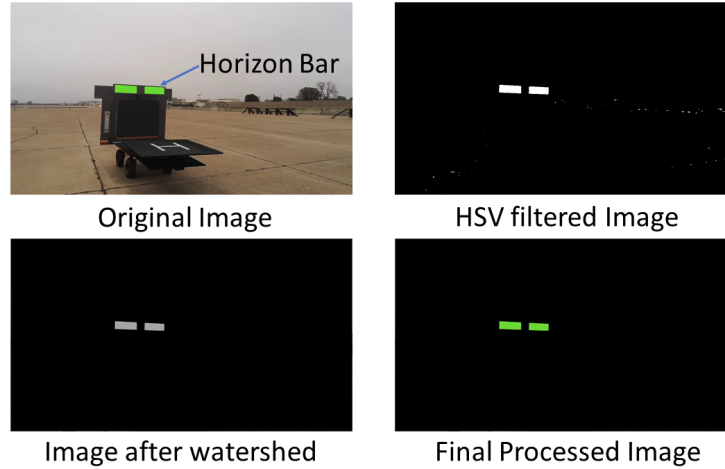 Horizon Bar
H
Original Image
HSV filtered Image
Image after watershed
Final Processed Image